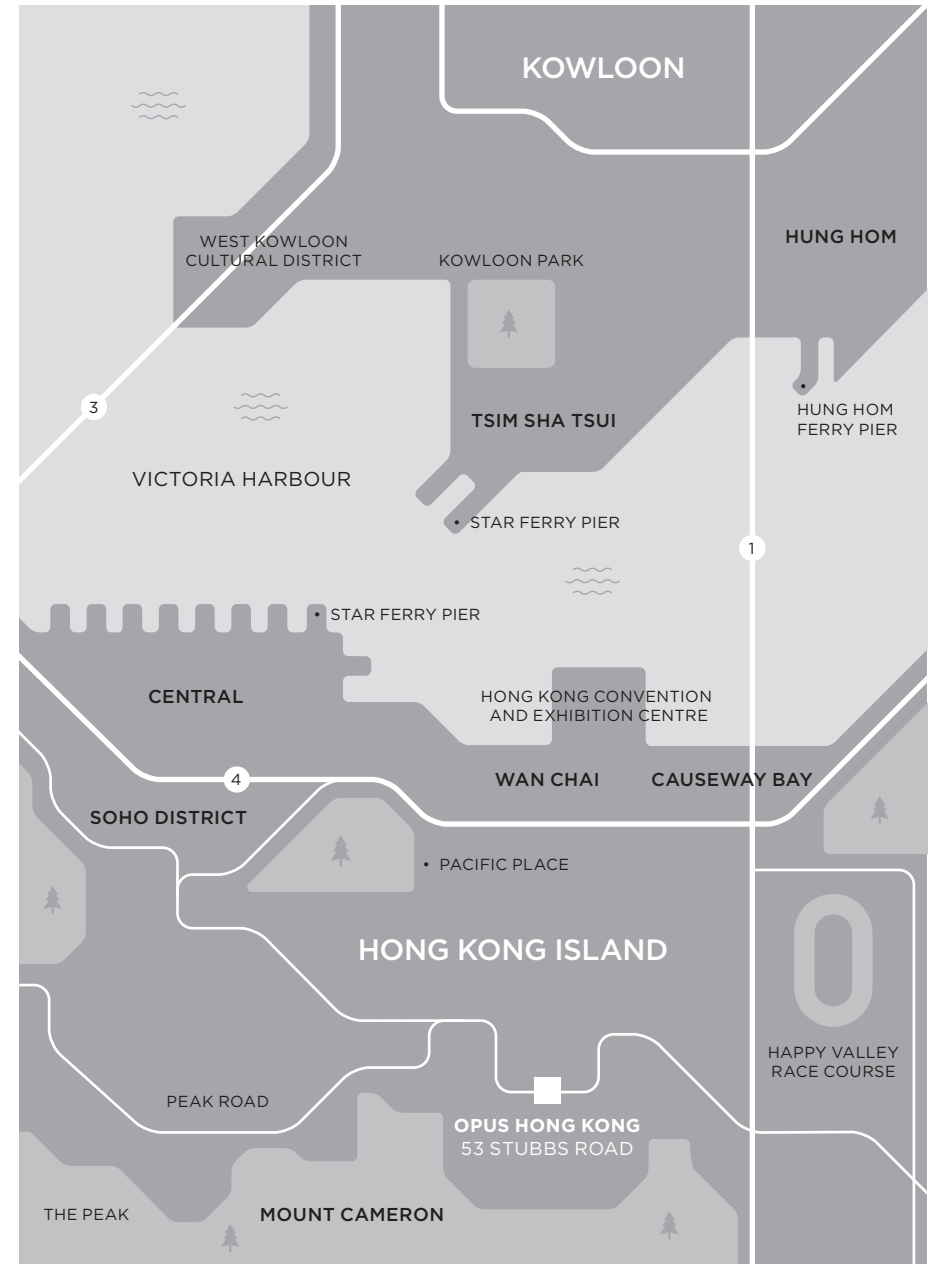 KOWLOON
HUNG HOM
WEST KOWLOON
CULTURAL DISTRICT
KOWLOON PARK
3
HUNG HOM
FERRY PIER
TSIM SHA TSUI
VICTORIA HARBOUR
STAR FERRY PIER
1
STAR FERRY PIER
CENTRAL
HONG KONG CONVENTION
AND EXHIBITION CENTRE
4
WAN CHAI
CAUSEWAY BAY
SOHO DISTRICT
PACIFIC PLACE
HONG KONG ISLAND
HAPPY VALLEY
RACE COURSE
PEAK ROAD
OPUS HONG KONG
53 STUBBS ROAD
THE PEAK
MOUNT CAMERON